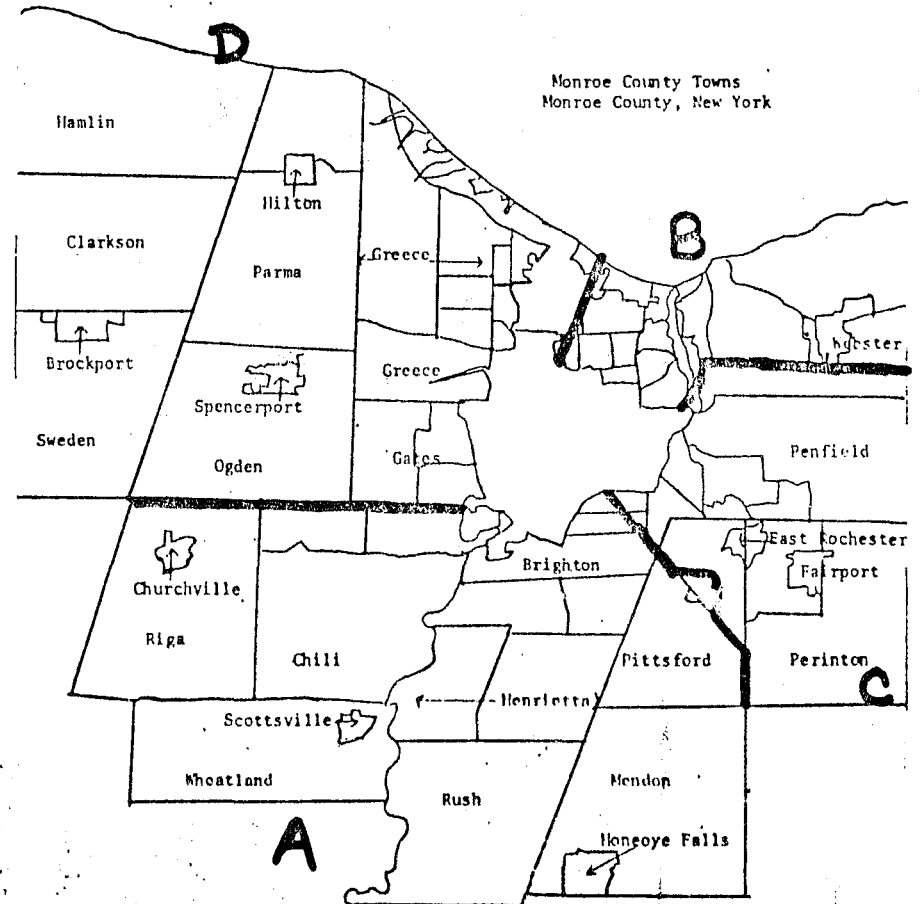 D
Monroe County Towns
Monroe County, New York
Hamlin
Hilton
B
Clarkson
Greece
Parma
Brockport
Webster
Greece
Spencerport
Sweden
Gates
Penfield
Ogden
East Rochester
Brighton
Fairport
Churchville
Riga
Chili
Pittsford
Perinton
C
Henrietta
Scottsville
Wheatland
Mendon
Rush
A
Honeoye Falls